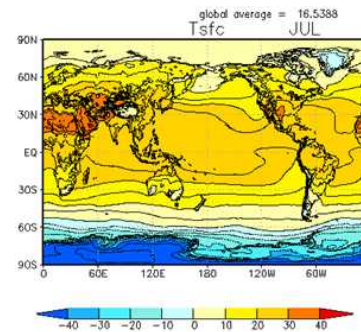 global average = 16.5388
Tsfc JUL
90N
60N
30N
EQ
30S
60S
90S
0 60E 120E 180 120W 60W
-40 -30 -20 -10 0 10 20 30 40